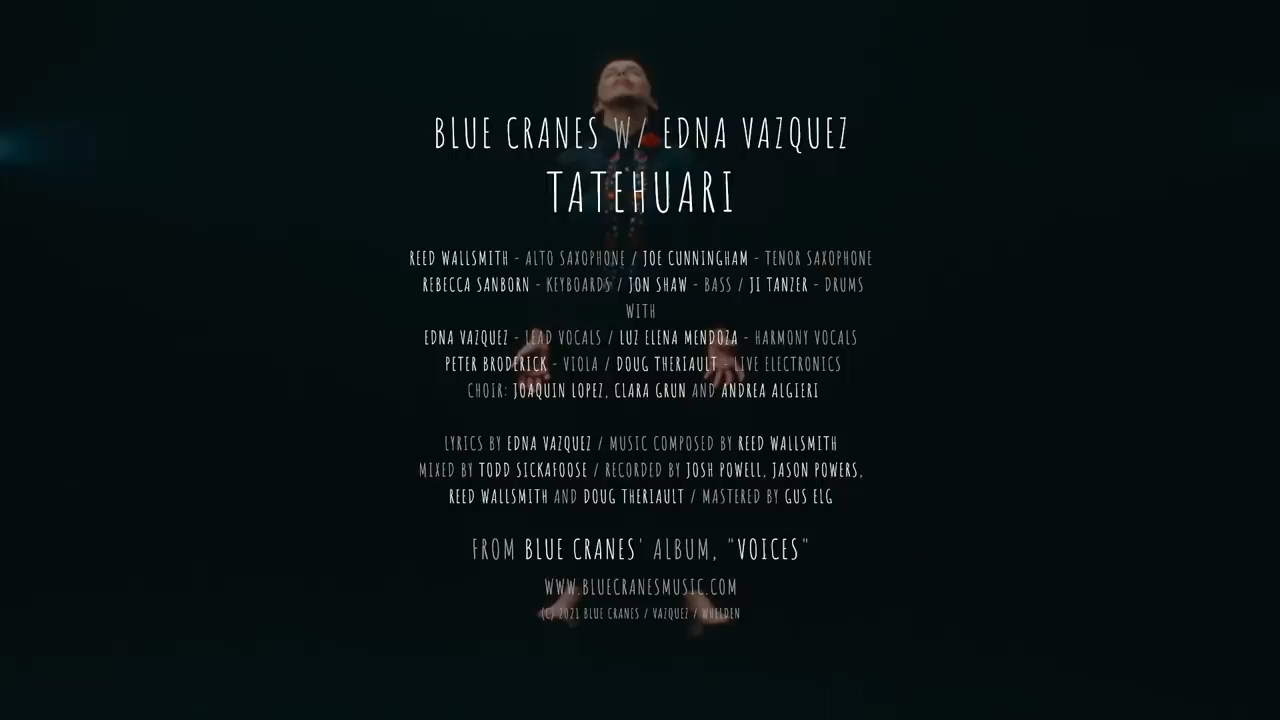 BLUE CRANES W/ EDNA VAZQUEZ
TATEHUARI
REED WALLSMITH - ALTO SAXOPHONE / JOE CUNNINGHAM - TENOR SAXOPHONE
REBECCA SANBORN - KEYBOARDS / JON SHAW - BASS / JI TANZER - DRUMS
WITH
EDNA VAZQUEZ - LEAD VOCALS / LUZ ELENA MENDOZA - HARMONY VOCALS
PETER BRODERICK - VIOLA / DOUG THERIAULT - LIVE ELECTRONICS
CHOIR: JOAQUIN LOPEZ, CLARA GRUN AND ANDREA ALGIERI
LYRICS BY EDNA VAZQUEZ / MUSIC COMPOSED BY REED WALLSMITH
MIXED BY TODD SICKAFOOSE / RECORDED BY JOSH POWELL, JASON POWERS,
REED WALLSMITH AND DOUG THERIAULT / MASTERED BY GUS ELG
FROM BLUE CRANES' ALBUM, "VOICES"
WWW.BLUECRANESMUSIC.COM
(C) 2021 BLUE CRANES / VAZQUEZ / WHELDEN